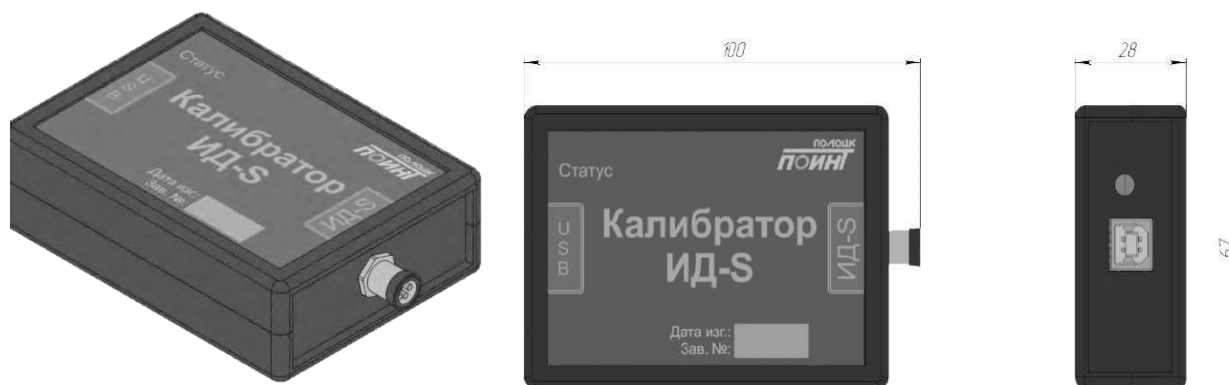 Статус
USB
Калибратор
ИД-S
ПОЛОЦК
ПОИНТ
Дата изг.:
Зав. №:
ИД-S
100
Статус
ПОЛОЦК
ПОИНТ
USB
Калибратор
ИД-S
ИД-S
Дата изг.:
Зав. №:
28
67